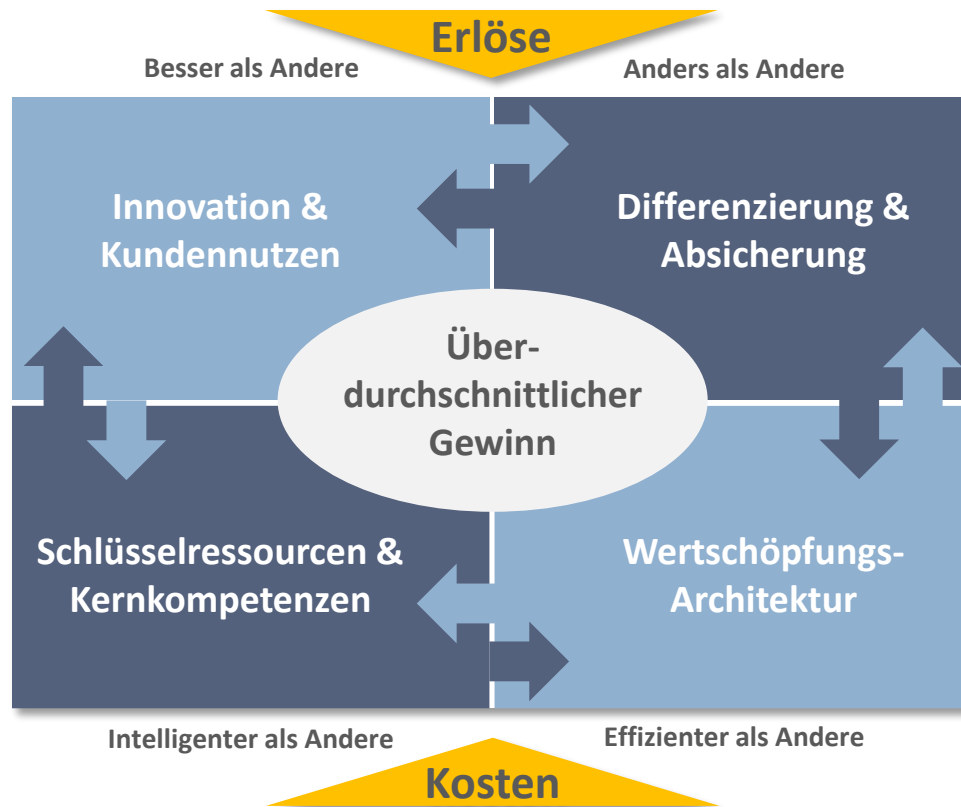 Erlöse
Besser als Andere
Anders als Andere
Innovation &
Kundennutzen
Differenzierung &
Absicherung
Über-
durchschnittlicher
Gewinn
Schlüsselressourcen &
Kernkompetenzen
Wertschöpfungs-
Architektur
Intelligenter als Andere
Effizienter als Andere
Kosten